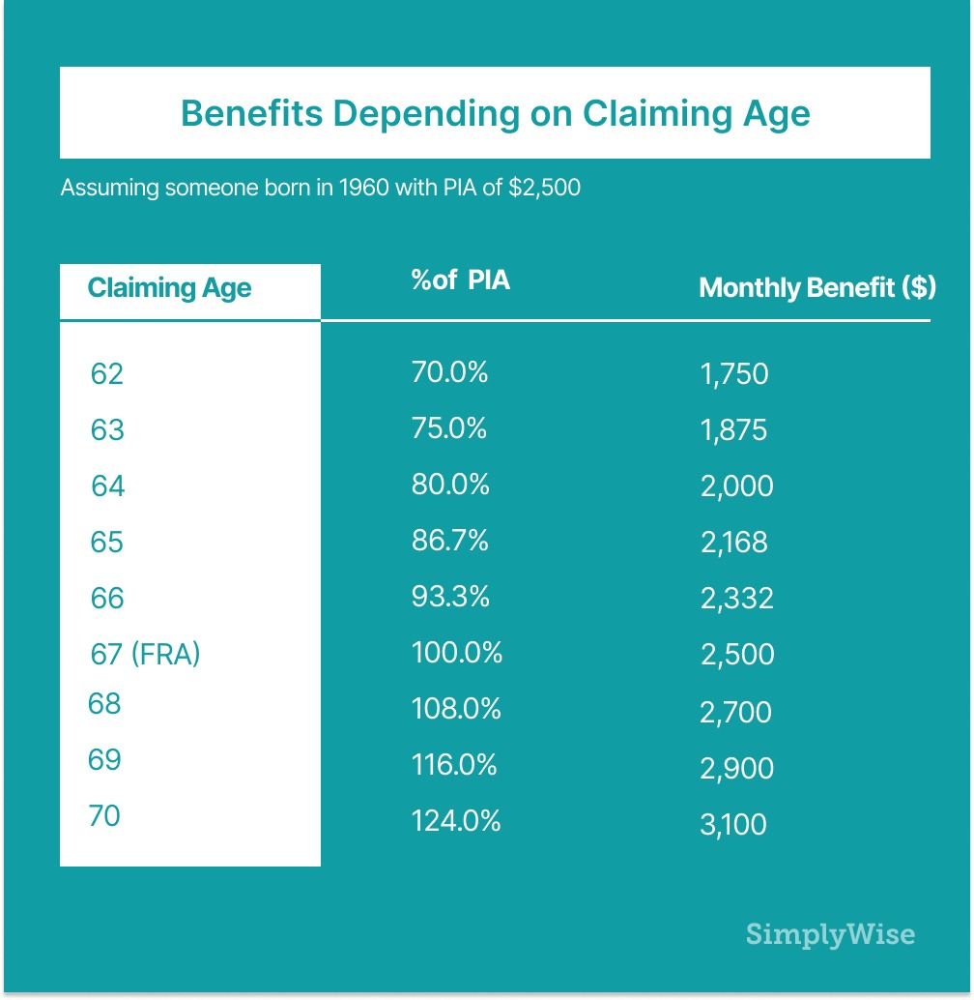 Benefits Depending on Claiming Age
Assuming someone born in 1960 with PIA of $2,500
Claiming Age %of PIA Monthly Benefit ($)
62 70.0% 1,750
63 75.0% 1,875
64 80.0% 2,000
65 86.7% 2,168
66 93.3% 2,332
67 (FRA) 100.0% 2,500
68 108.0% 2,700
69 116.0% 2,900
70 124.0% 3,100
SimplyWise